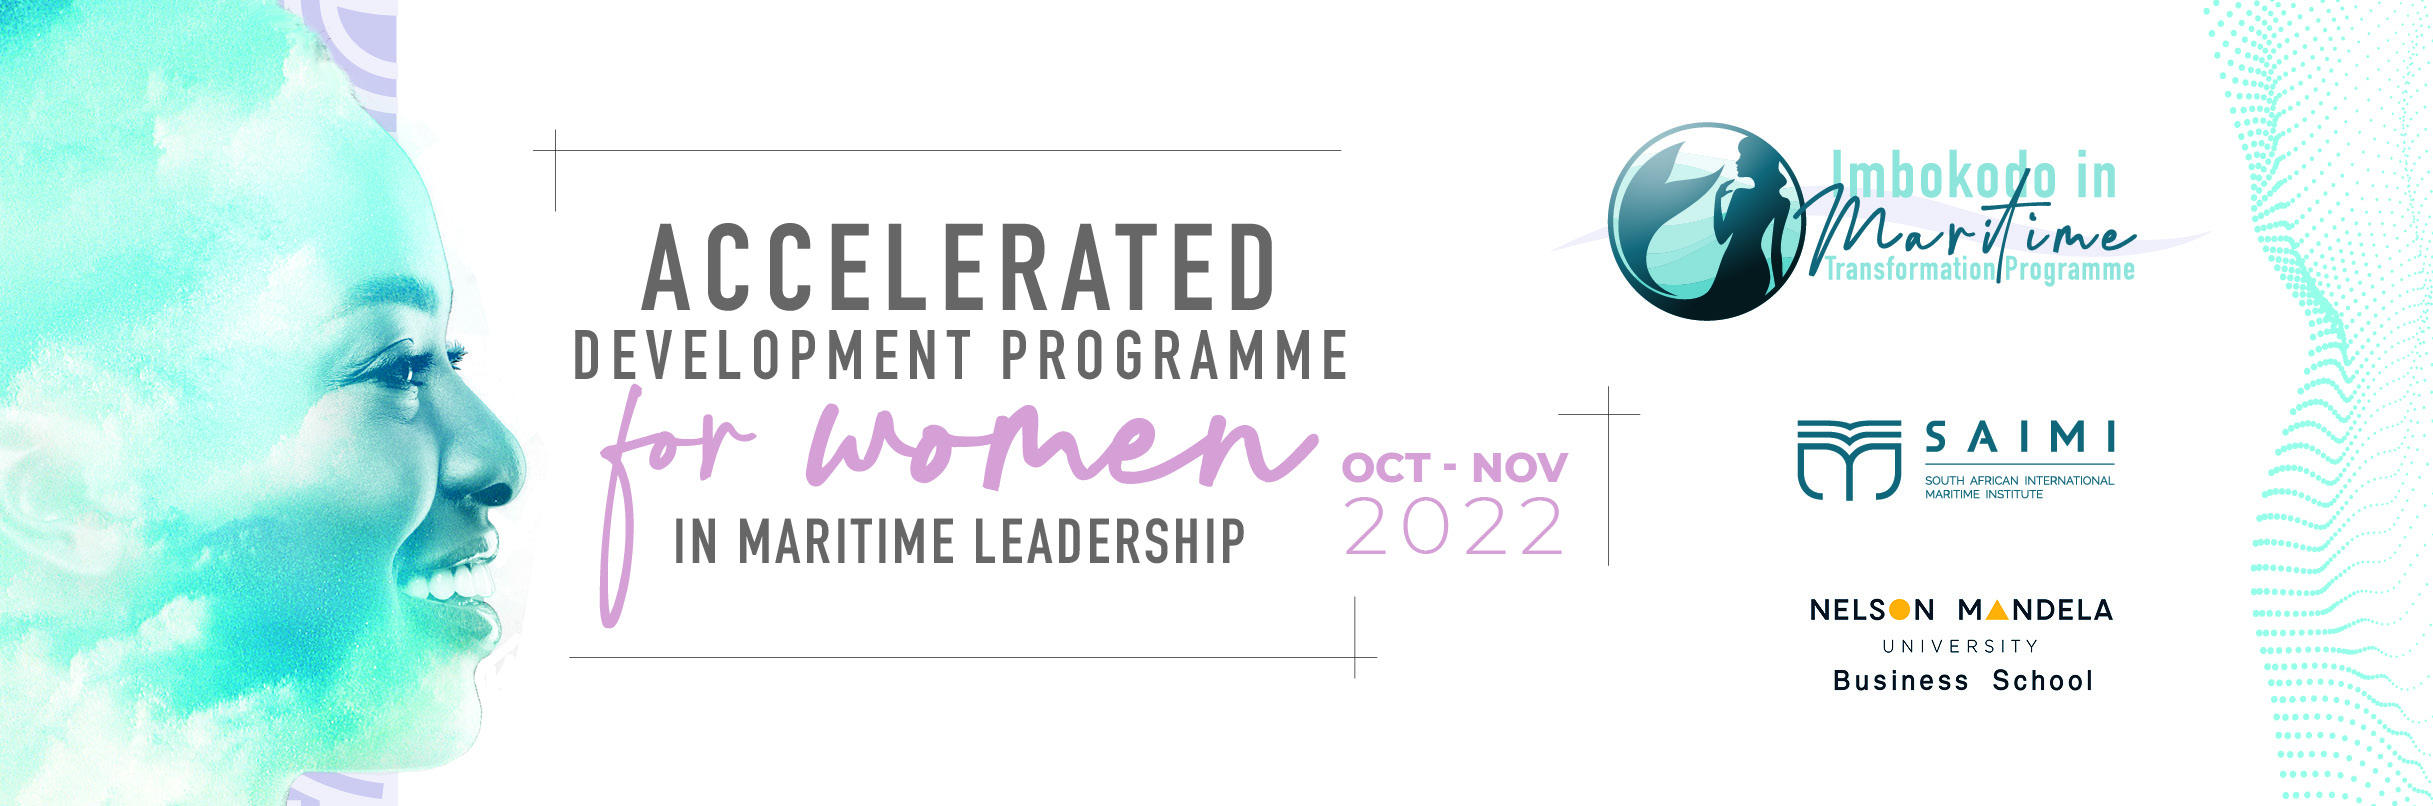 ACCELERATED
DEVELOPMENT PROGRAMME
for women
IN MARITIME LEADERSHIP
OCT - NOV
2022
Imbokodo in
Maritime
Transformation Programme
SAIMI
SOUTH AFRICAN INTERNATIONAL
MARITIME INSTITUTE
NELSON MANDELA
UNIVERSITY
Business School